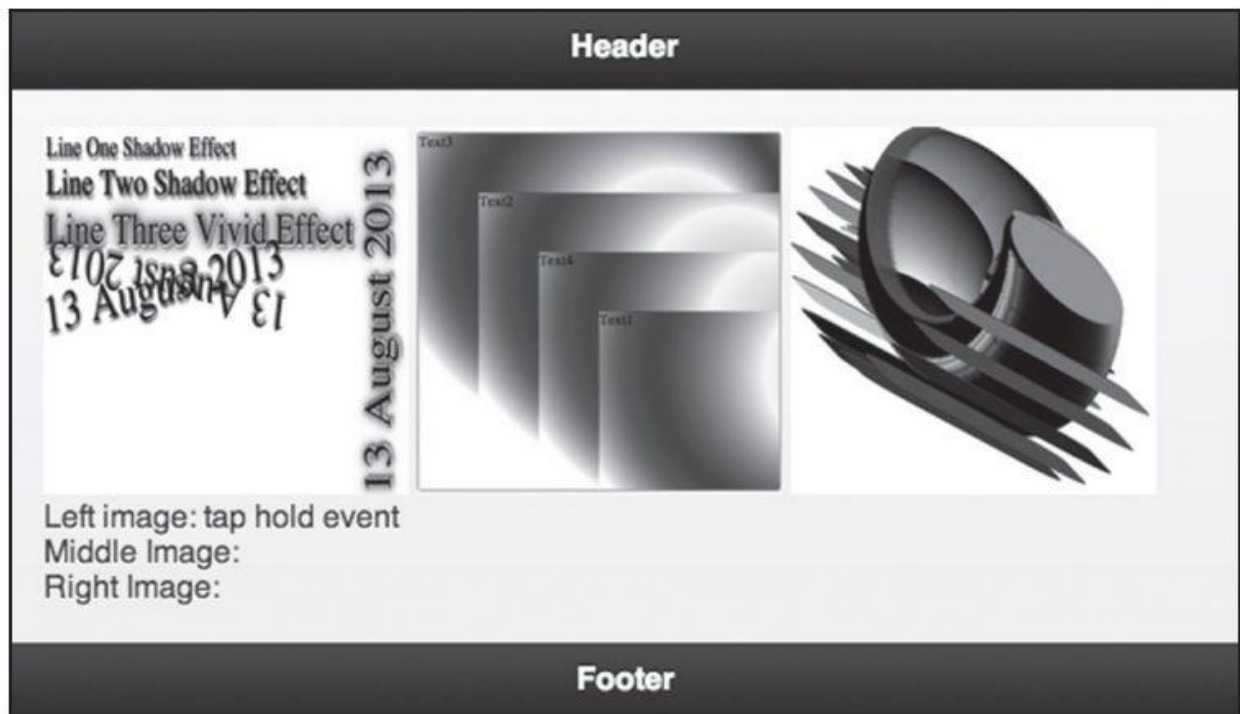 Header
Line One Shadow Effect
Line Two Shadow Effect
Line Three Vivid Effect
13 August 2013
13 August 2013
13 August 2013
Text3
Text2
Text4
Text1
Left image: tap hold event
Middle Image:
Right Image:
Footer